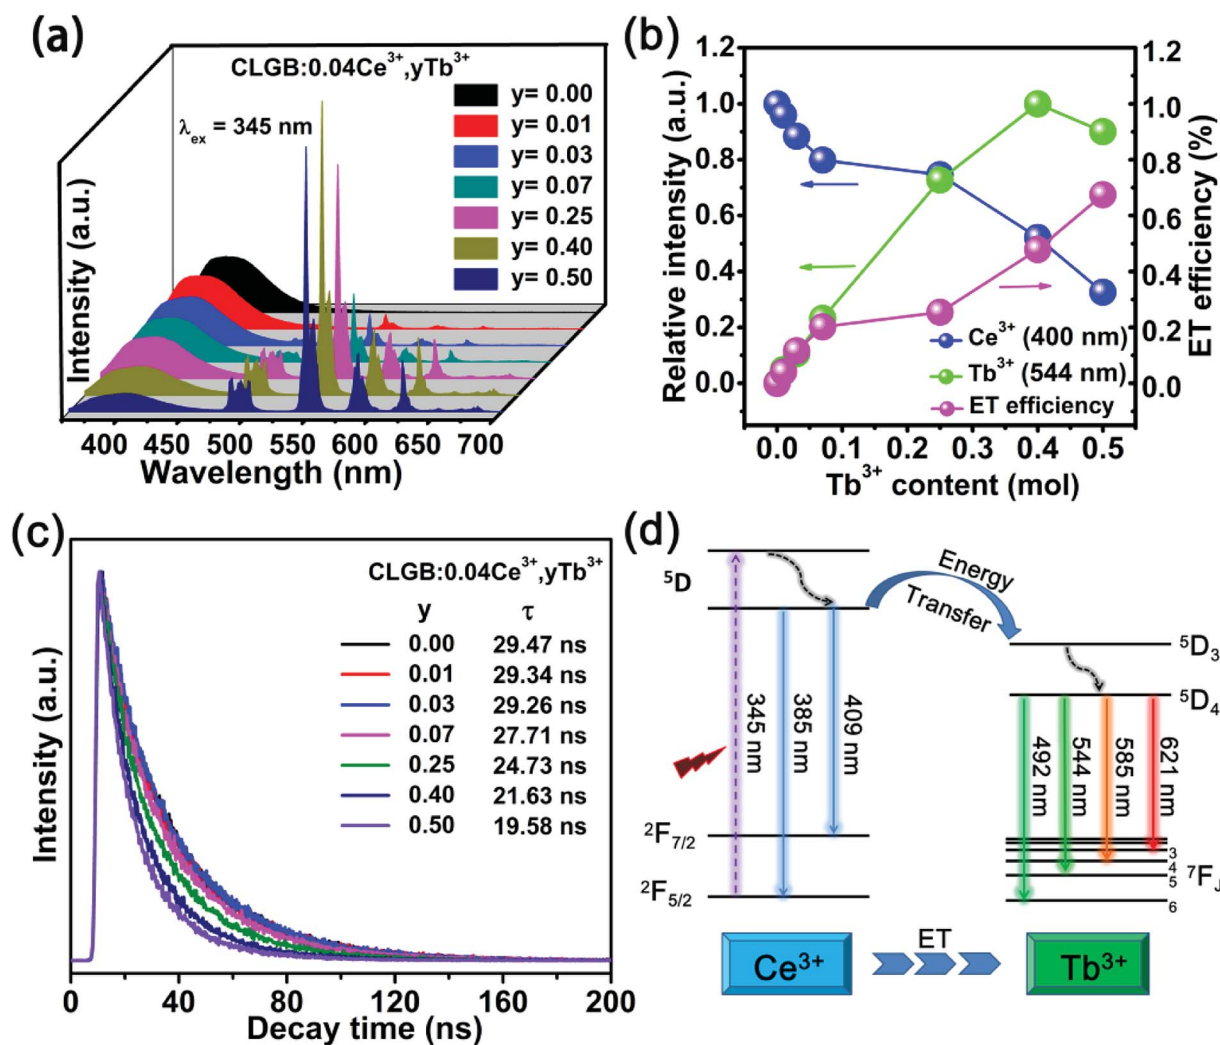 (a)
CLGB:0.04Ce³⁺,yTb³⁺
λex = 345 nm
y= 0.00
y= 0.01
y= 0.03
y= 0.07
y= 0.25
y= 0.40
y= 0.50
Intensity (a.u.)
400 450 500 550 600 650 700
Wavelength (nm)
(b)
Relative intensity (a.u.)
1.2
1.0
0.8
0.6
0.4
0.2
0.0
1.2
1.0
0.8
0.6
0.4
0.2
0.0
ET efficiency (%)
Ce³⁺ (400 nm)
Tb³⁺ (544 nm)
ET efficiency
0.0 0.1 0.2 0.3 0.4 0.5
Tb³⁺ content (mol)
(c)
CLGB:0.04Ce³⁺,yTb³⁺
y τ
0.00 29.47 ns
0.01 29.34 ns
0.03 29.26 ns
0.07 27.71 ns
0.25 24.73 ns
0.40 21.63 ns
0.50 19.58 ns
Intensity (a.u.)
0 40 80 120 160 200
Decay time (ns)
(d)
⁵D
Energy
Transfer
⁵D₃
⁵D₄
345 nm
385 nm
409 nm
492 nm
544 nm
585 nm
621 nm
²F₇/₂
²F₅/₂
3
4
5
6
⁷FJ
Ce³⁺
ET
Tb³⁺